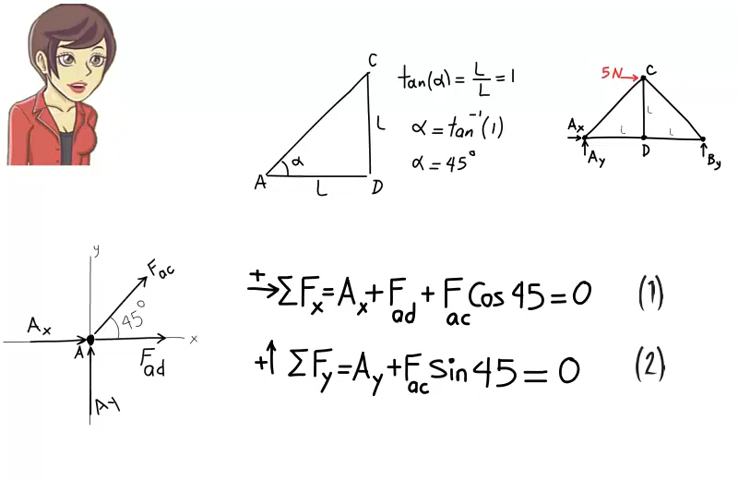 C
tan(α) = L/L = 1
α = tan⁻¹(1)
α = 45°
A α L D
L
5N C
L
Ax L L
Ay D By
y
Fac
45°
Ax
A x
Fad
Ay
+→ ΣFx = Ax + Fad + Fac Cos 45 = 0 (1)
+↑ ΣFy = Ay + Fac Sin 45 = 0 (2)